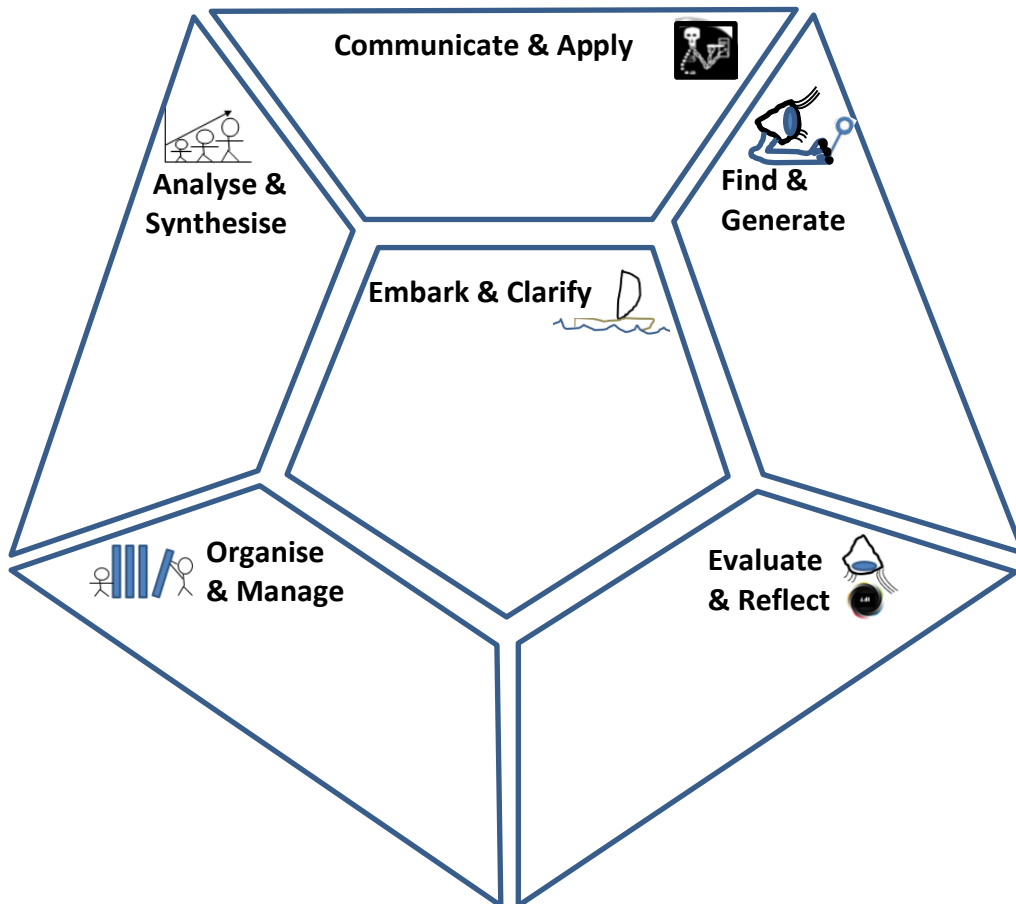 Communicate & Apply
Analyse &
Synthesise
Find &
Generate
Embark & Clarify
Organise
& Manage
Evaluate
& Reflect